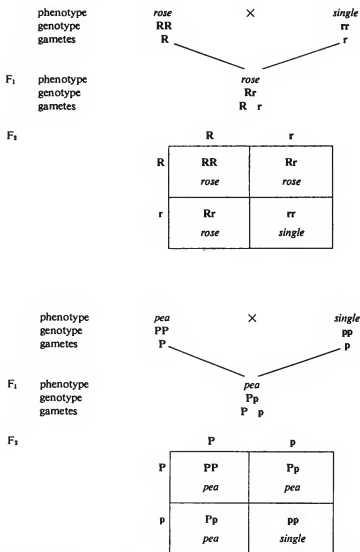 phenotype rose × single
genotype RR rr
gametes R r
F₁ phenotype rose
genotype Rr
gametes R r
F₂ R r
R RR Rr
rose rose
r Rr rr
rose single
phenotype pea × single
genotype PP pp
gametes P p
F₁ phenotype pea
genotype Pp
gametes P p
F₂ P p
P PP Pp
pea pea
p Pp pp
pea single